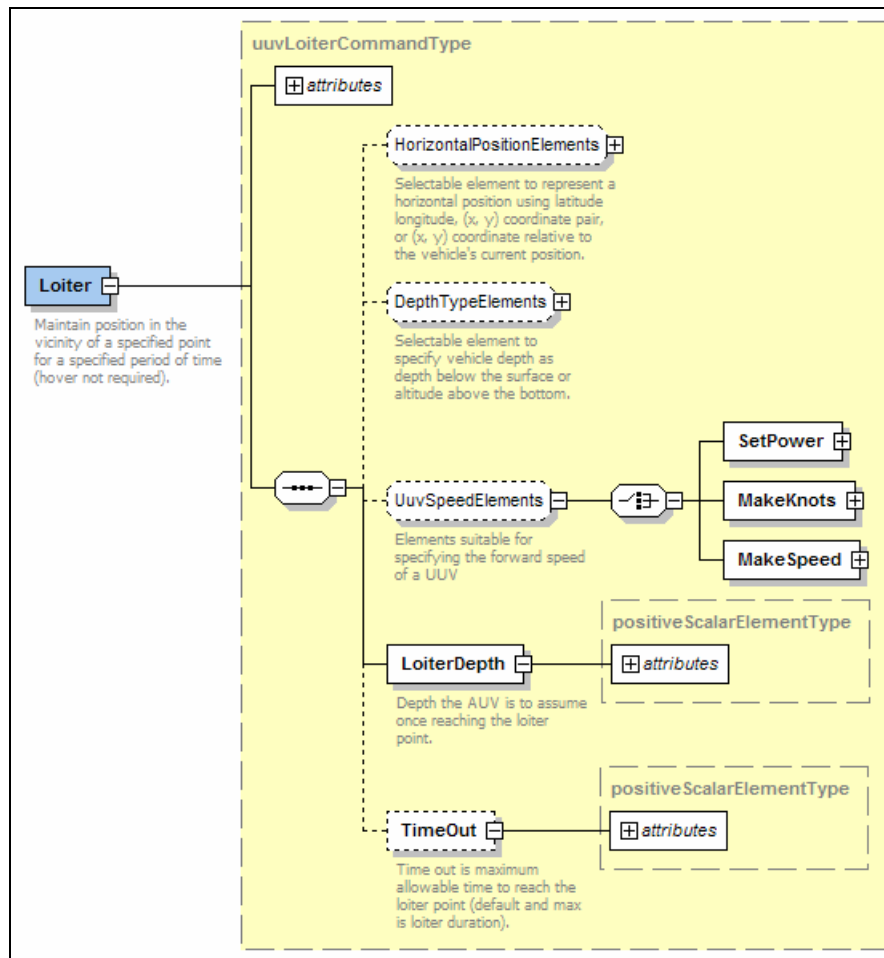 uuvLoiterCommandType
attributes
HorizontalPositionElements
Selectable element to represent a
horizontal position using latitude
longitude, (x, y) coordinate pair,
or (x, y) coordinate relative to
the vehicle's current position.
Loiter
Maintain position in the
vicinity of a specified point
for a specified period of time
(hover not required).
DepthTypeElements
Selectable element to
specify vehicle depth as
depth below the surface or
altitude above the bottom.
UuvSpeedElements
Elements suitable for
specifying the forward speed
of a UUV
SetPower
MakeKnots
MakeSpeed
LoiterDepth
Depth the AUV is to assume
once reaching the loiter
point.
positiveScalarElementType
attributes
TimeOut
Time out is maximum
allowable time to reach the
loiter point (default and max
is loiter duration).
positiveScalarElementType
attributes